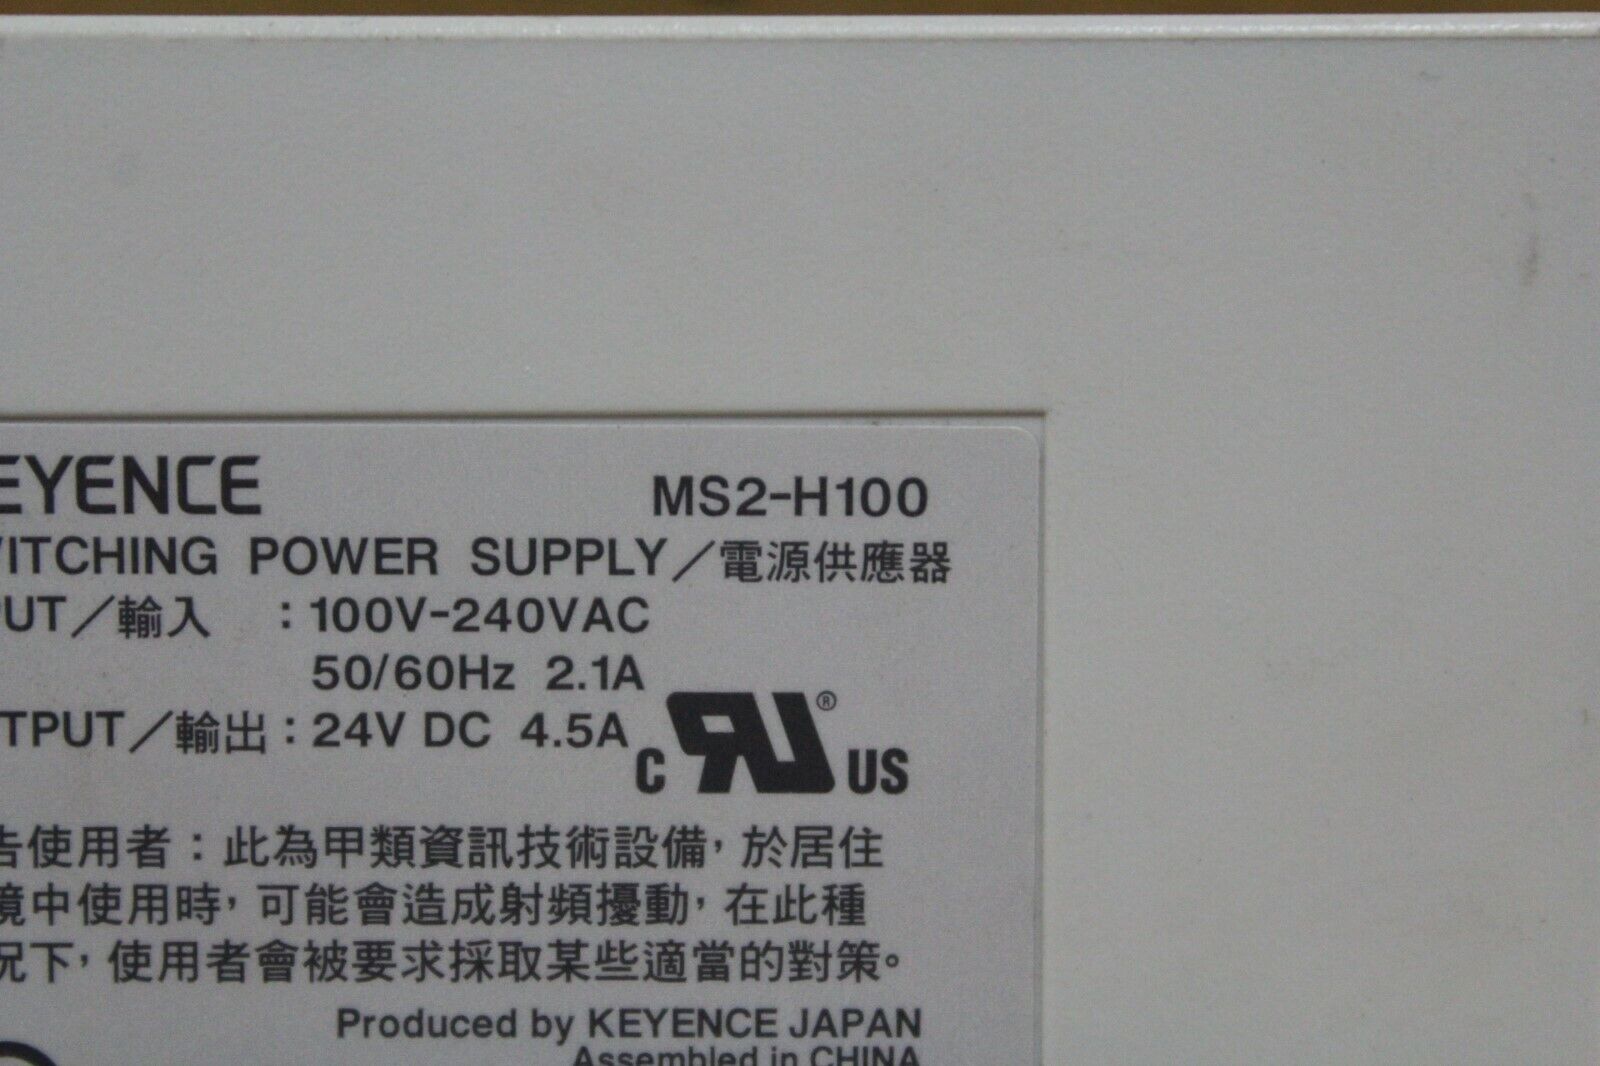 EYENCE MS2-H100
ITCHING POWER SUPPLY／電源供應器
PUT／輸入 : 100V-240VAC
50/60Hz 2.1A
TPUT／輸出 : 24V DC 4.5A
C RU ® US
告使用者：此為甲類資訊技術設備，於居住
境中使用時，可能會造成射頻擾動，在此種
況下，使用者會被要求採取某些適當的對策。
Produced by KEYENCE JAPAN
Assembled in CHINA